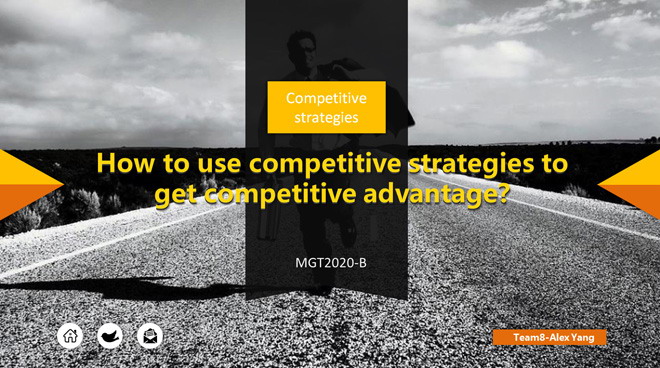 Competitive
strategies
How to use competitive strategies to
get competitive advantage?
MGT2020-B
Team8-Alex Yang